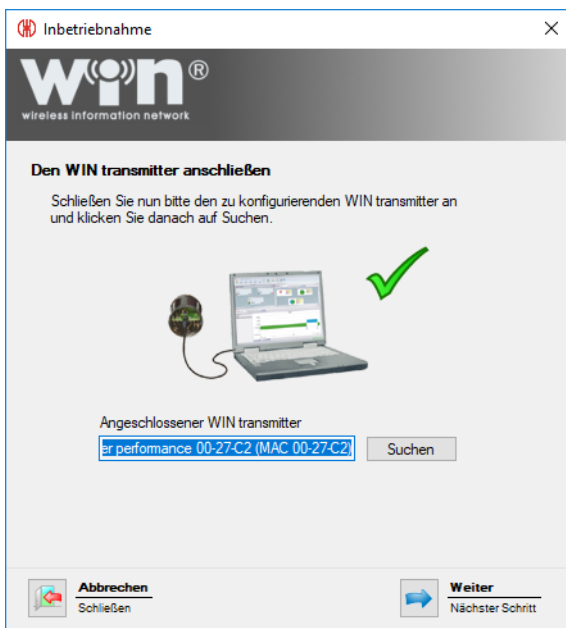 Inbetriebnahme
win®
wireless information network
Den WIN transmitter anschließen
Schließen Sie nun bitte den zu konfigurierenden WIN transmitter an
und klicken Sie danach auf Suchen.
Angeschlossener WIN transmitter
er performance 00-27-C2 (MAC 00-27-C2)
Suchen
Abbrechen
Schließen
Weiter
Nächster Schritt